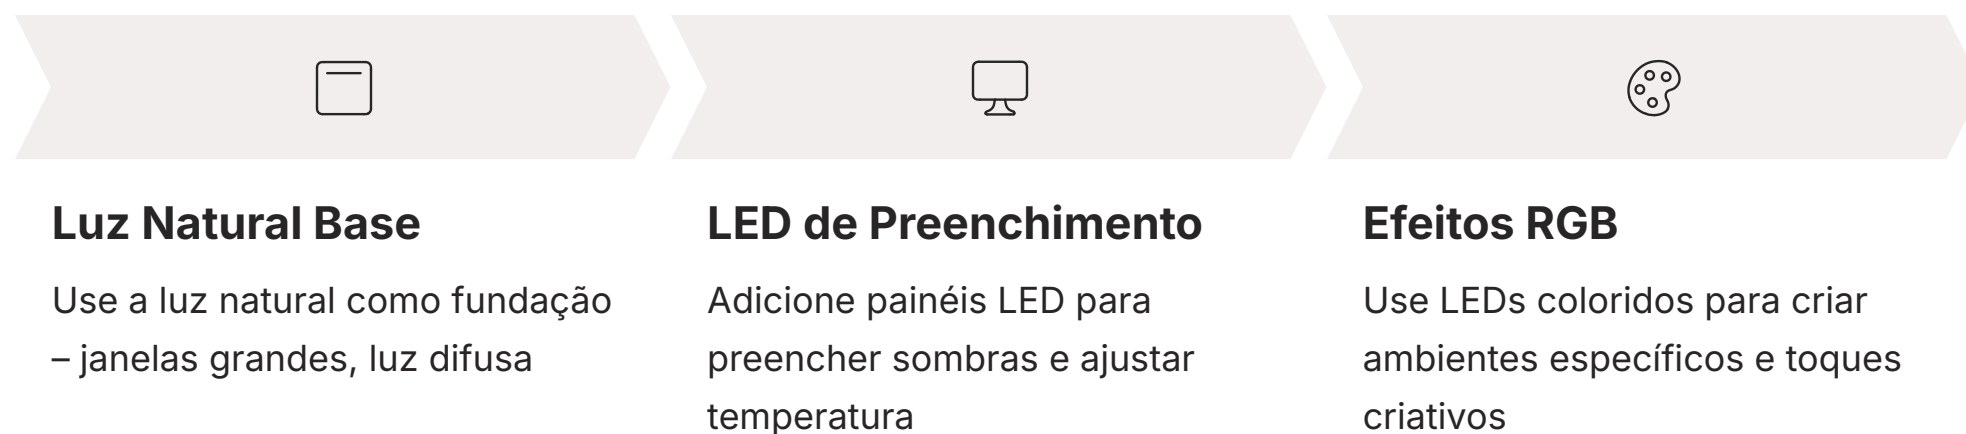 Luz Natural Base
Use a luz natural como fundação
– janelas grandes, luz difusa
LED de Preenchimento
Adicione painéis LED para
preencher sombras e ajustar
temperatura
Efeitos RGB
Use LEDs coloridos para criar
ambientes específicos e toques
criativos